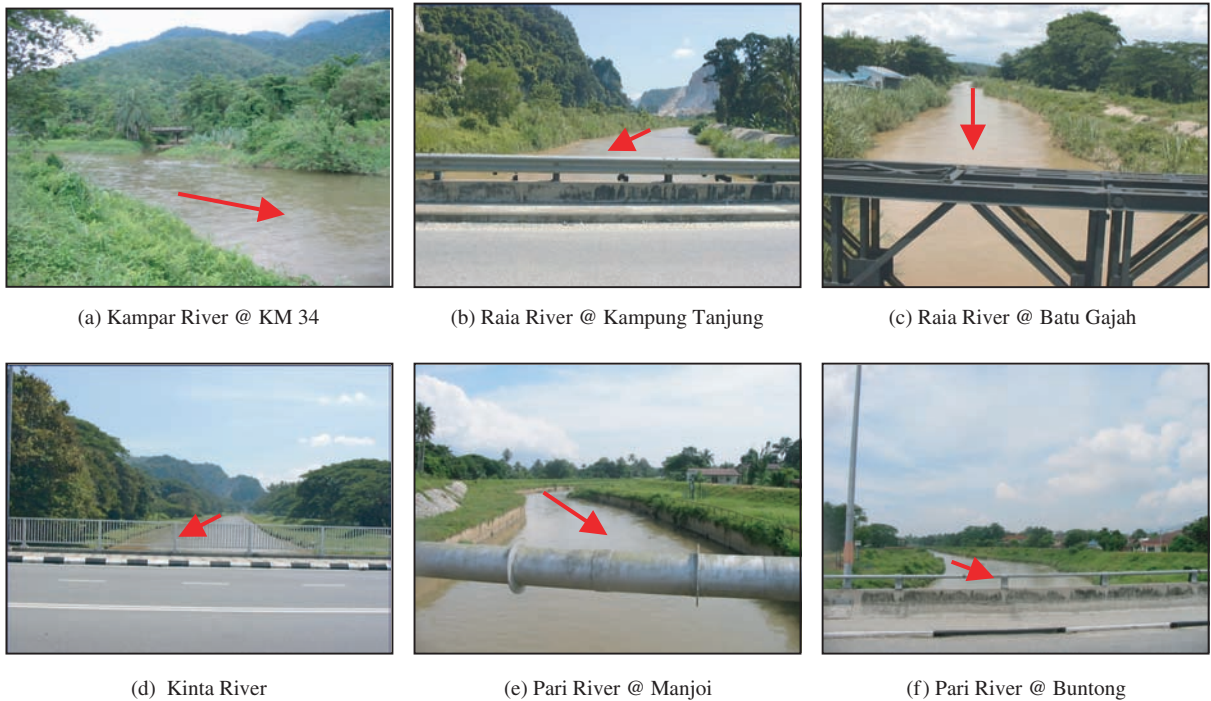 (a) Kampar River @ KM 34
(b) Raia River @ Kampung Tanjung
(c) Raia River @ Batu Gajah
(d) Kinta River
(e) Pari River @ Manjoi
(f) Pari River @ Buntong